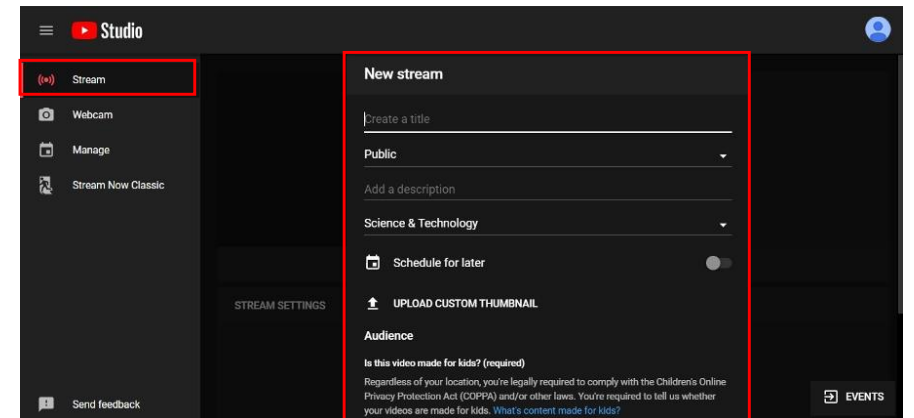 Studio
Stream
Webcam
Manage
Stream Now Classic
Send feedback
STREAM SETTINGS
New stream
Create a title
Public
Add a description
Science & Technology
Schedule for later
UPLOAD CUSTOM THUMBNAIL
Audience
Is this video made for kids? (required)
Regardless of your location, you're legally required to comply with the Children's Online
Privacy Protection Act (COPPA) and/or other laws. You're required to tell us whether
your videos are made for kids. What's content made for kids?
EVENTS